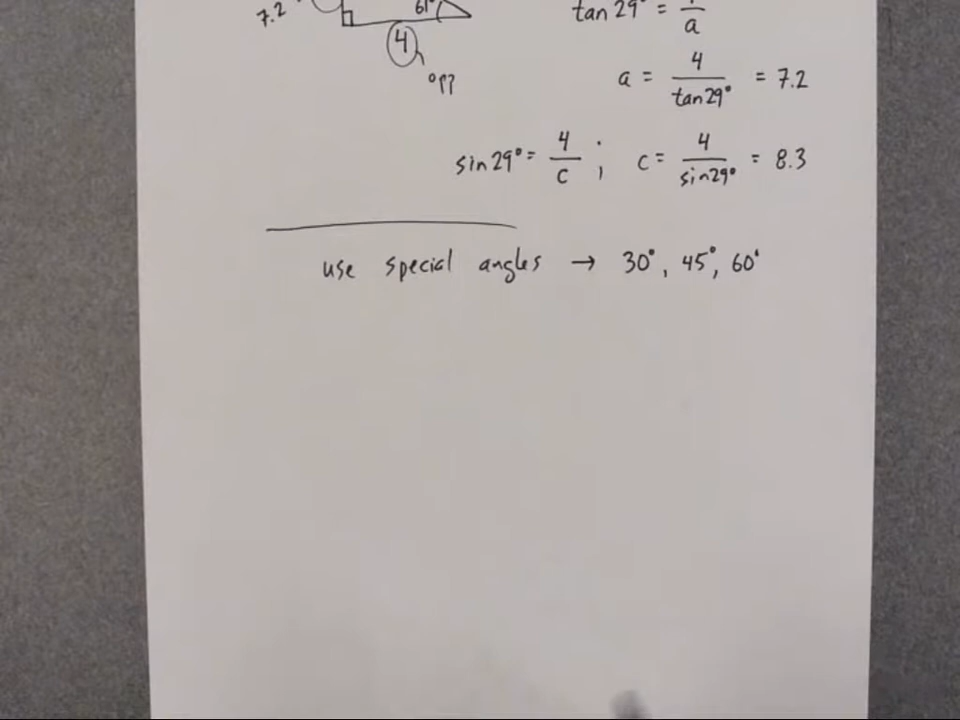 7.2
61°
tan 29° = /a
4
opp
a = 4/tan29° = 7.2
sin 29° = 4/c ; c = 4/sin29° = 8.3
use special angles → 30°, 45°, 60°